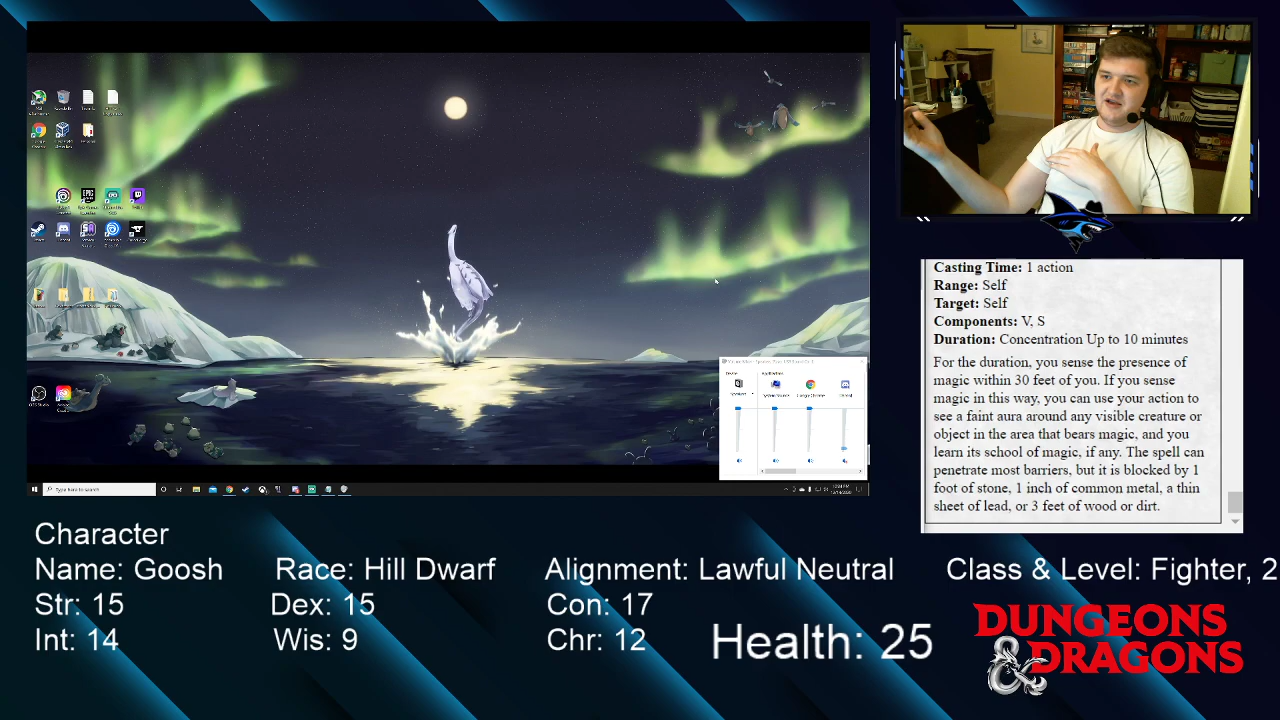 Casting Time: 1 action
Range: Self
Target: Self
Components: V, S
Duration: Concentration Up to 10 minutes
For the duration, you sense the presence of
magic within 30 feet of you. If you sense
magic in this way, you can use your action to
see a faint aura around any visible creature or
object in the area that bears magic, and you
learn its school of magic, if any. The spell can
penetrate most barriers, but it is blocked by 1
foot of stone, 1 inch of common metal, a thin
sheet of lead, or 3 feet of wood or dirt.
Type here to search
Character
Name: Goosh Race: Hill Dwarf Alignment: Lawful Neutral Class & Level: Fighter, 2
Str: 15 Dex: 15 Con: 17
Int: 14 Wis: 9 Chr: 12 Health: 25
DUNGEONS
& DRAGONS